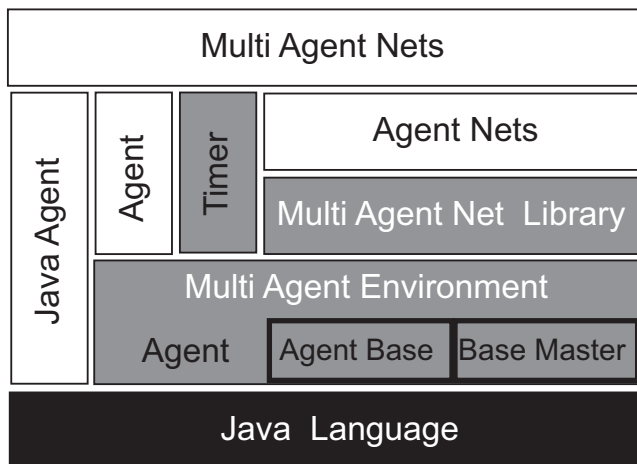 Multi Agent Nets
Java Agent
Agent
Timer
Agent Nets
Multi Agent Net Library
Multi Agent Environment
Agent
Agent Base
Base Master
Java Language